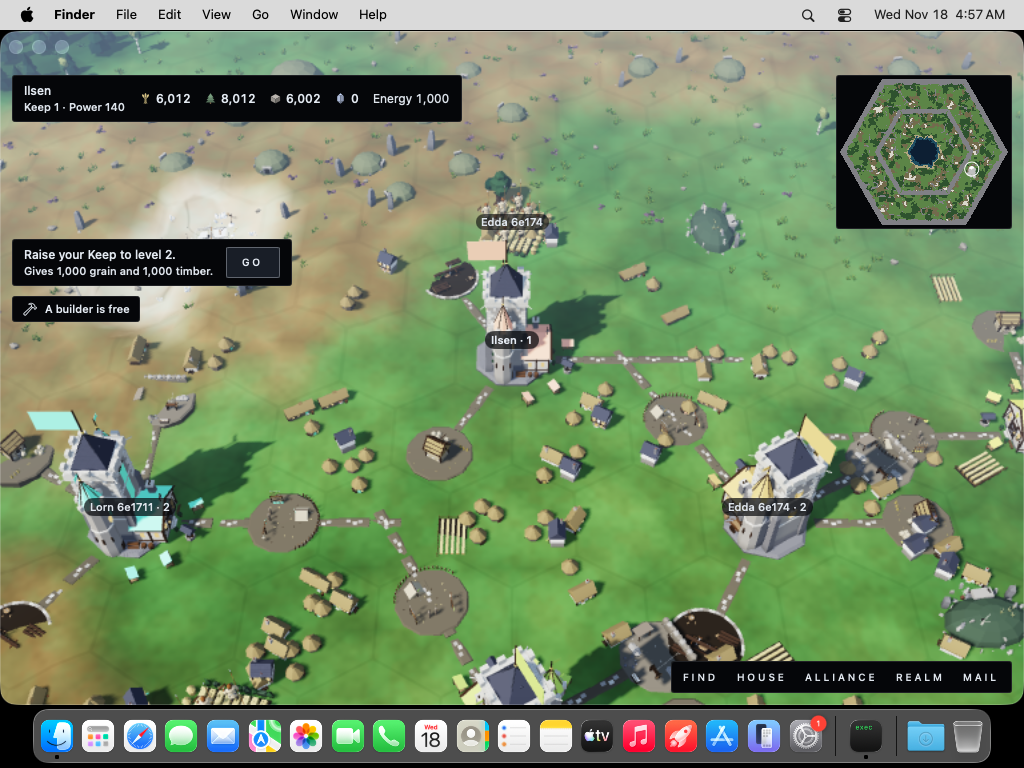 Finder File Edit View Go Window Help Wed Nov 18 4:57 AM
Ilsen
Keep 1 · Power 140
6,012 8,012 6,002 0 Energy 1,000
Edda 6e174
Raise your Keep to level 2.
Gives 1,000 grain and 1,000 timber.
GO
A builder is free
Ilsen · 1
Lorn 6e1711 · 2
Edda 6e174 · 2
FIND HOUSE ALLIANCE REALM MAIL
Wed
18
tv
1
exec